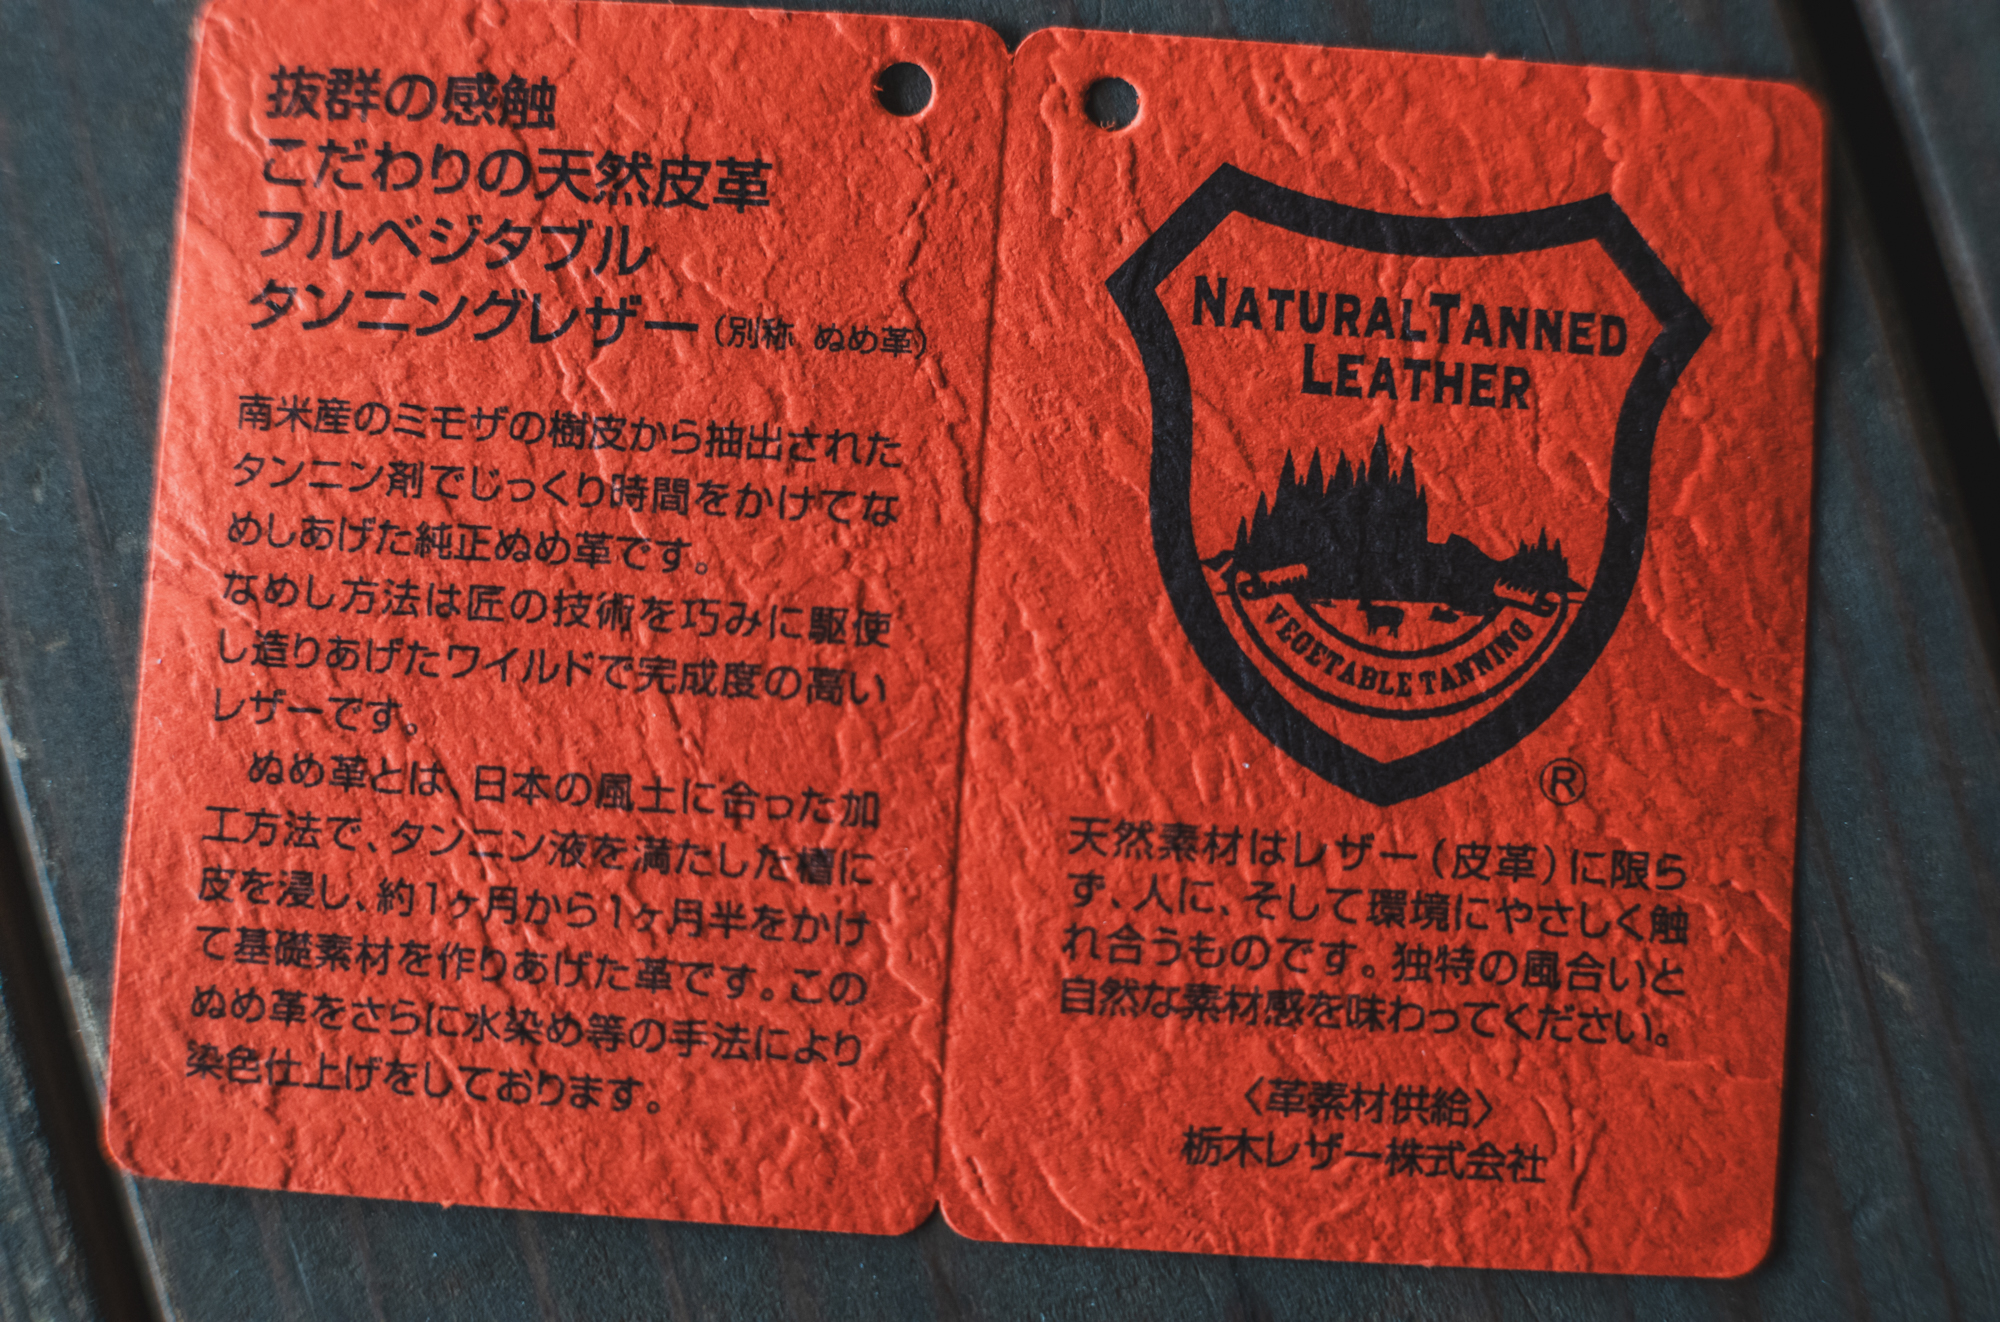 抜群の感触
こだわりの天然皮革
フルベジタブル
タンニングレザー（別称 ぬめ革）
南米産のミモザの樹皮から抽出された
タンニン剤でじっくり時間をかけてな
めしあげた純正ぬめ革です。
なめし方法は匠の技術を巧みに駆使
し造りあげたワイルドで完成度の高い
レザーです。
ぬめ革とは、日本の風土に合った加
工方法で、タンニン液を満たした槽に
皮を浸し、約1ヶ月から1ヶ月半をかけ
て基礎素材を作りあげた革です。この
ぬめ革をさらに水染め等の手法により
染色仕上げをしております。
NATURAL TANNED
LEATHER
VEGETABLE TANNING
®
天然素材はレザー（皮革）に限ら
ず、人に、そして環境にやさしく触
れ合うものです。独特の風合いと
自然な素材感を味わってください。
〈革素材供給〉
栃木レザー株式会社